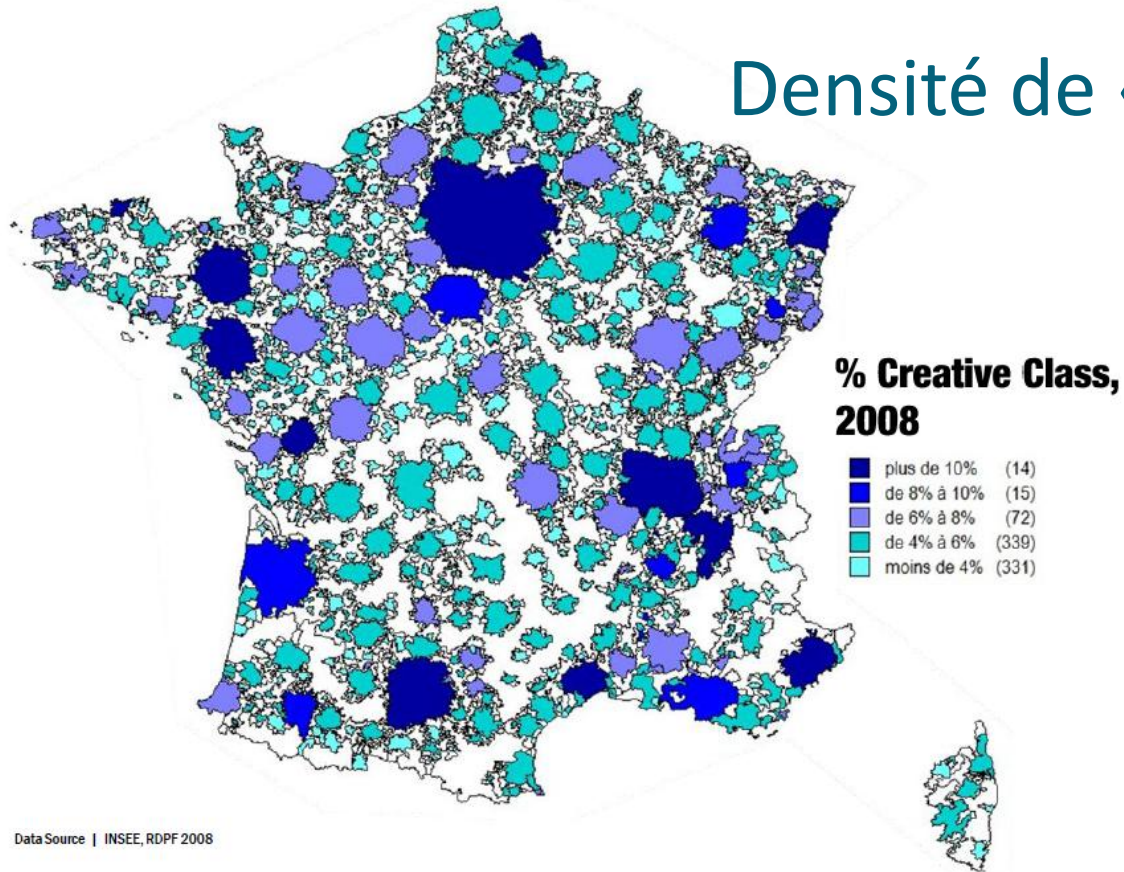 Densité de «
% Creative Class,
2008
plus de 10% (14)
de 8% à 10% (15)
de 6% à 8% (72)
de 4% à 6% (339)
moins de 4% (331)
Data Source | INSEE, RDPF 2008